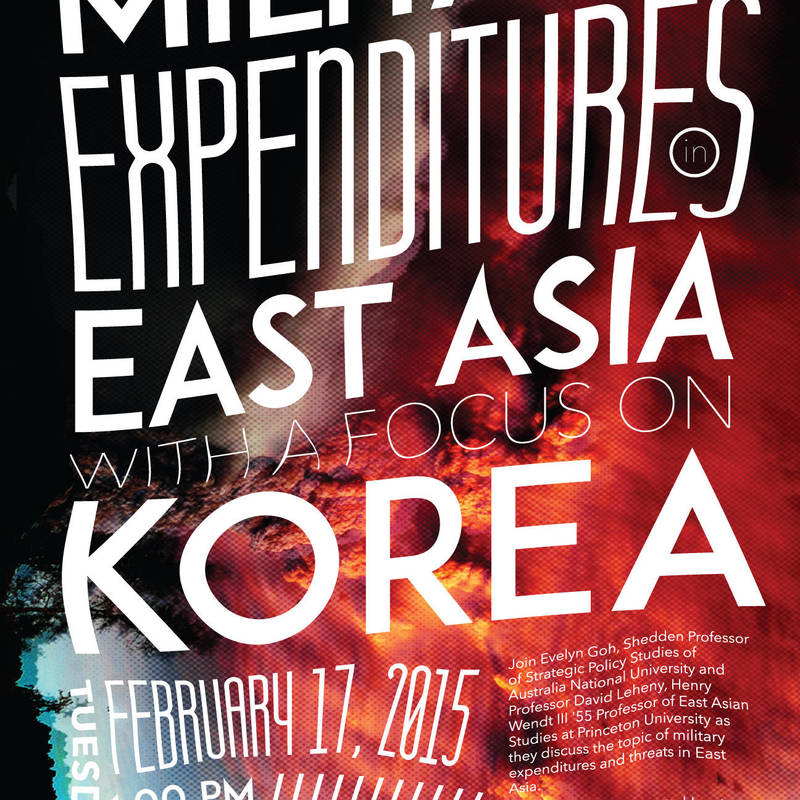 EXPENDITURES
in
EAST ASIA
WITH A FOCUS ON
KOREA
FEBRUARY 17, 2015
PM
Join Evelyn Goh, Shedden Professor
of Strategic Policy Studies of
Australia National University and
Professor David Leheny, Henry
Wendt III '55 Professor of East Asian
Studies at Princeton University as
they discuss the topic of military
expenditures and threats in East
Asia.